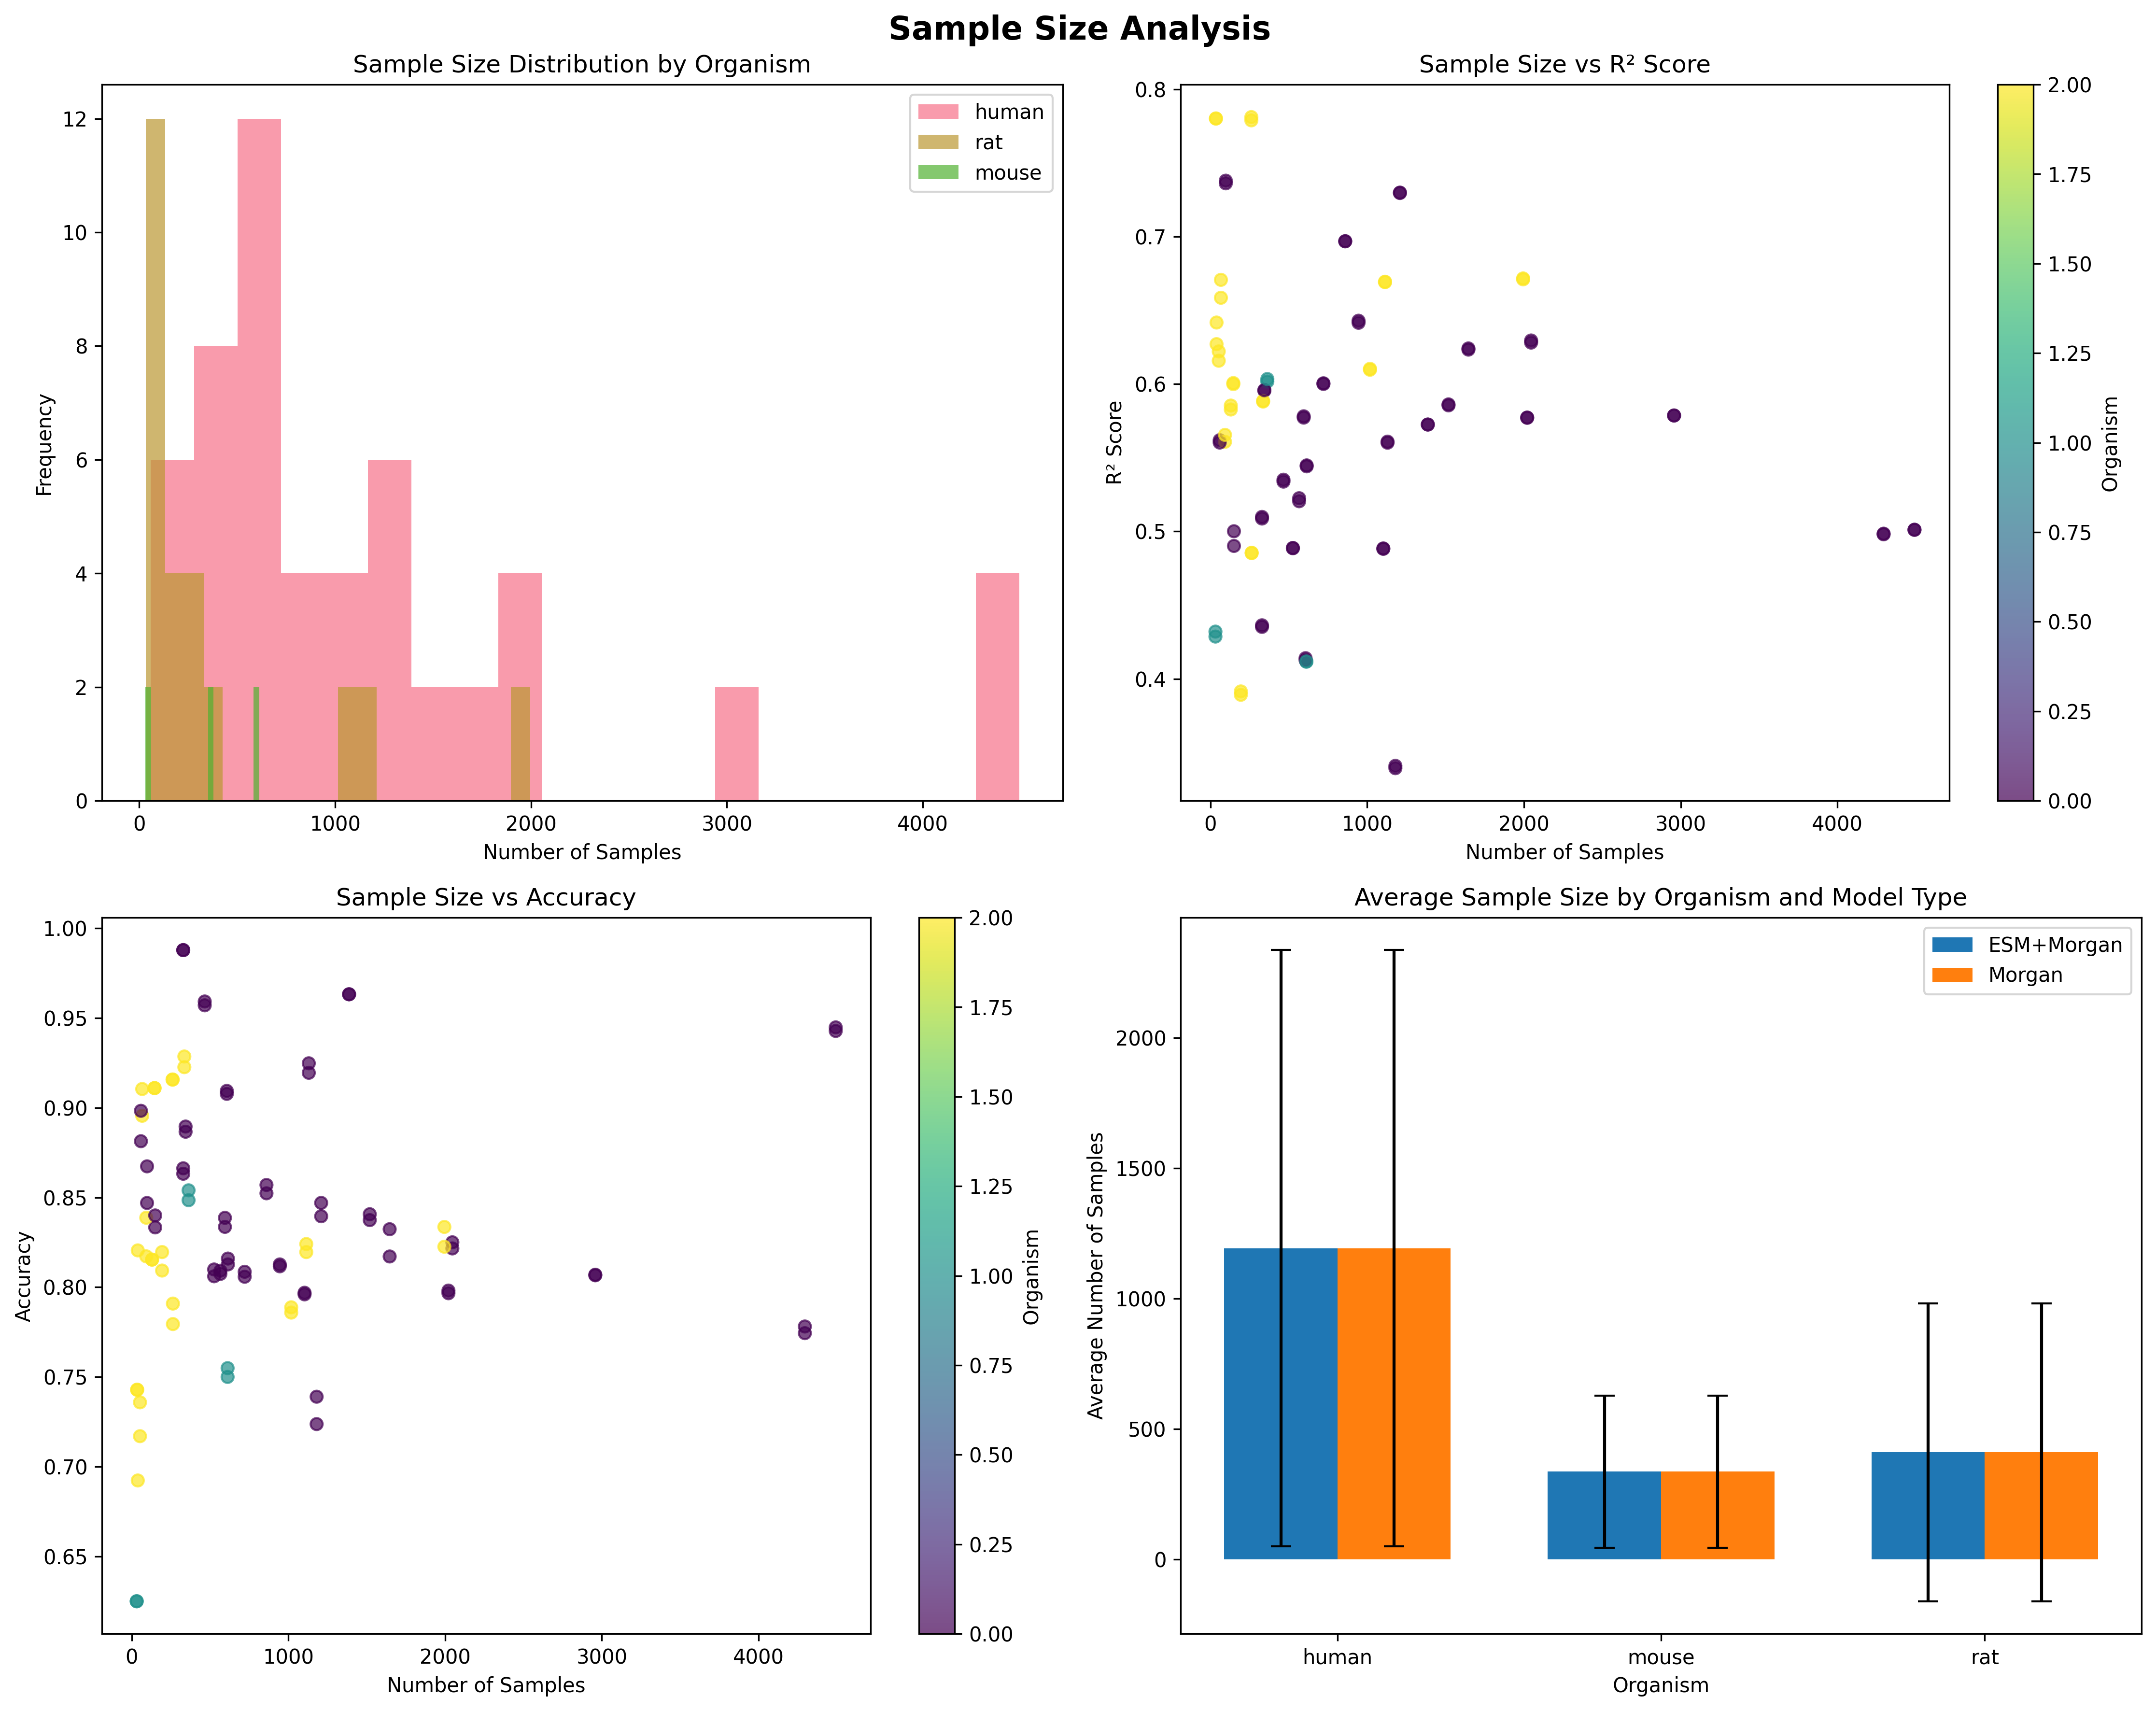 Sample Size Analysis
Sample Size Distribution by Organism
12
10
8
6
4
2
0
Frequency
0 1000 2000 3000 4000
Number of Samples
human
rat
mouse
Sample Size vs R² Score
0.8
0.7
0.6
0.5
0.4
R² Score
0 1000 2000 3000 4000
Number of Samples
2.00
1.75
1.50
1.25
1.00
0.75
0.50
0.25
0.00
Organism
Sample Size vs Accuracy
1.00
0.95
0.90
0.85
0.80
0.75
0.70
0.65
Accuracy
0 1000 2000 3000 4000
Number of Samples
2.00
1.75
1.50
1.25
1.00
0.75
0.50
0.25
0.00
Organism
Average Sample Size by Organism and Model Type
2000
1500
1000
500
0
Average Number of Samples
human mouse rat
Organism
ESM+Morgan
Morgan